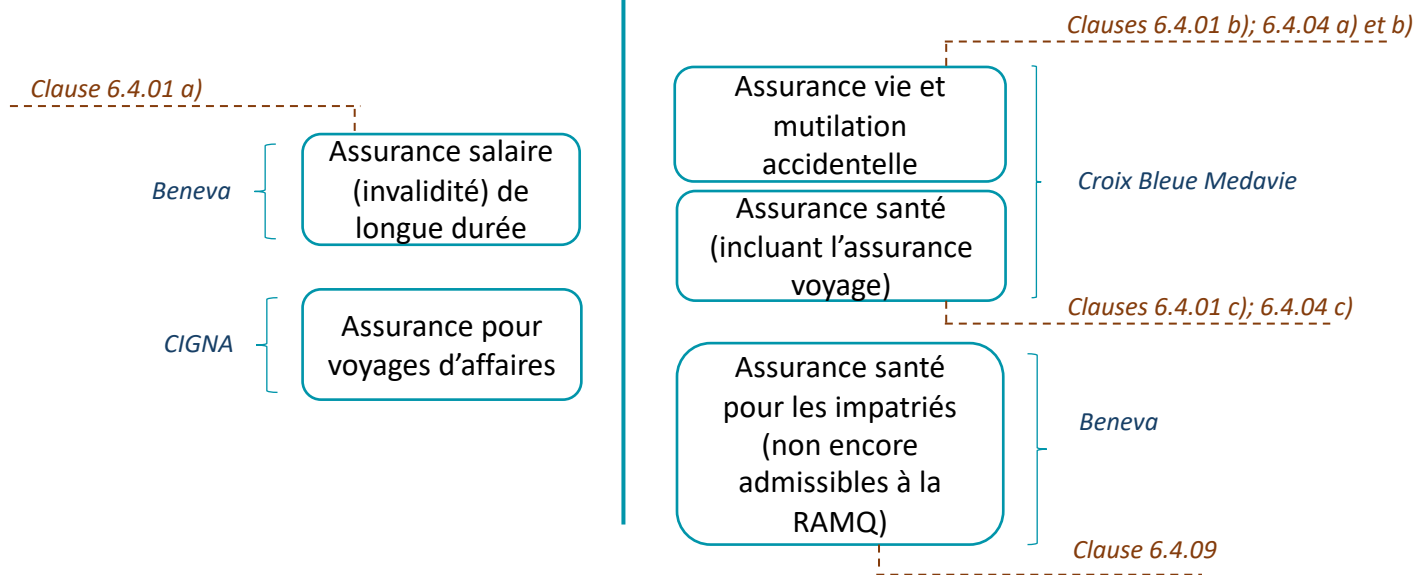 Clause 6.4.01 a)
Beneva
Assurance salaire
(invalidité) de
longue durée
CIGNA
Assurance pour
voyages d’affaires
Clauses 6.4.01 b); 6.4.04 a) et b)
Assurance vie et
mutilation
accidentelle
Croix Bleue Medavie
Assurance santé
(incluant l’assurance
voyage)
Clauses 6.4.01 c); 6.4.04 c)
Assurance santé
pour les impatriés
(non encore
admissibles à la
RAMQ)
Beneva
Clause 6.4.09